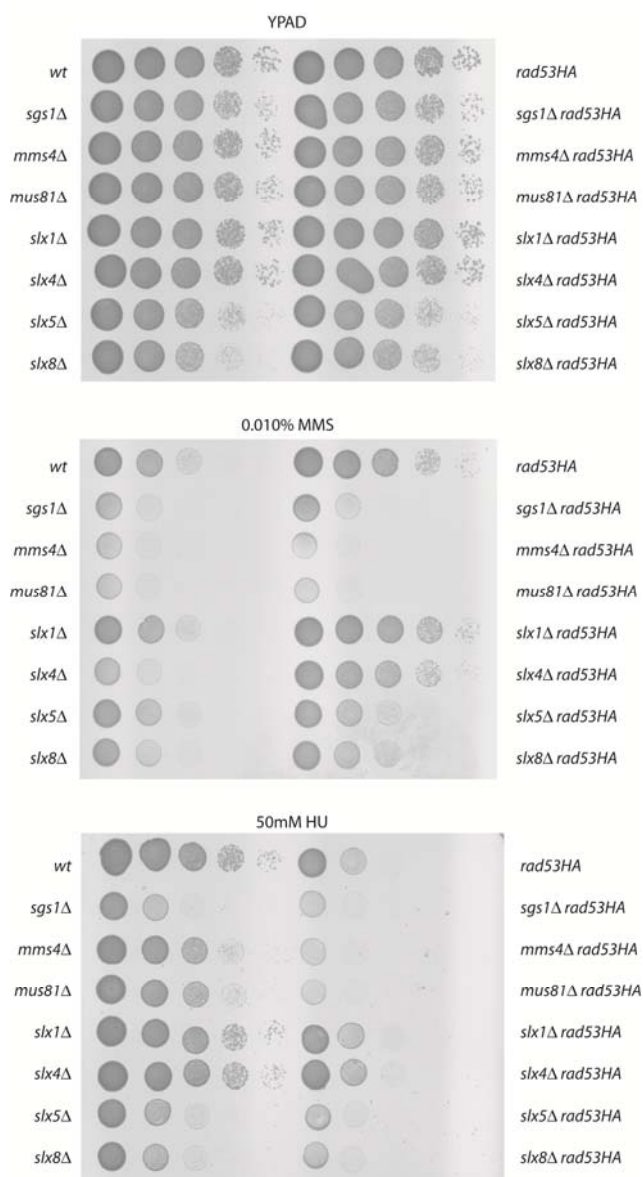 YPAD
wt rad53HA
sgs1Δ sgs1Δ rad53HA
mms4Δ mms4Δ rad53HA
mus81Δ mus81Δ rad53HA
slx1Δ slx1Δ rad53HA
slx4Δ slx4Δ rad53HA
slx5Δ slx5Δ rad53HA
slx8Δ slx8Δ rad53HA
0.010% MMS
wt rad53HA
sgs1Δ sgs1Δ rad53HA
mms4Δ mms4Δ rad53HA
mus81Δ mus81Δ rad53HA
slx1Δ slx1Δ rad53HA
slx4Δ slx4Δ rad53HA
slx5Δ slx5Δ rad53HA
slx8Δ slx8Δ rad53HA
50mM HU
wt rad53HA
sgs1Δ sgs1Δ rad53HA
mms4Δ mms4Δ rad53HA
mus81Δ mus81Δ rad53HA
slx1Δ slx1Δ rad53HA
slx4Δ slx4Δ rad53HA
slx5Δ slx5Δ rad53HA
slx8Δ slx8Δ rad53HA